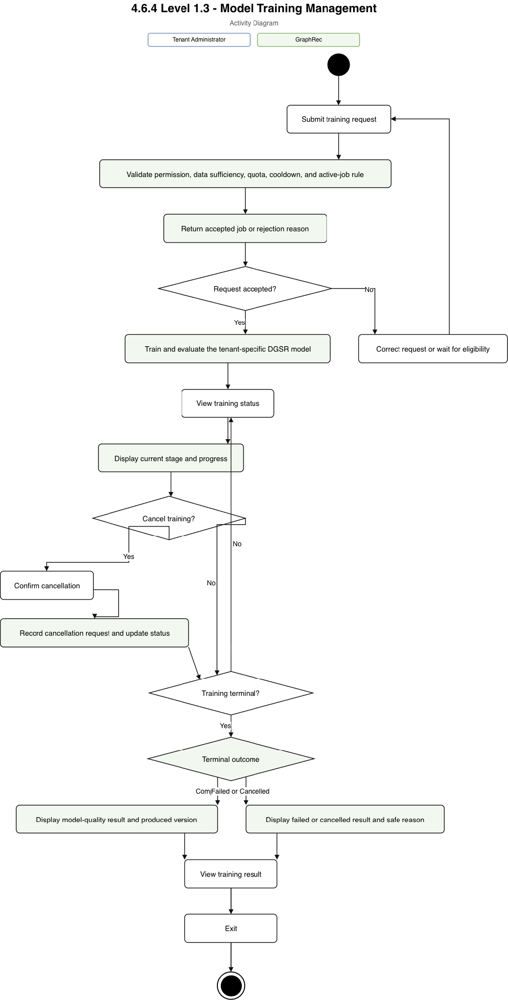 4.6.4 Level 1.3 - Model Training Management
Activity Diagram
Tenant Administrator
GraphRec
Submit training request
Validate permission, data sufficiency, quota, cooldown, and active-job rule
Return accepted job or rejection reason
Request accepted?
No
Yes
Train and evaluate the tenant-specific DGSR model
Correct request or wait for eligibility
View training status
Display current stage and progress
Cancel training?
No
Yes
No
Confirm cancellation
Record cancellation request and update status
Training terminal?
Yes
Terminal outcome
Failed or Cancelled
Display model-quality result and produced version
Display failed or cancelled result and safe reason
View training result
Exit